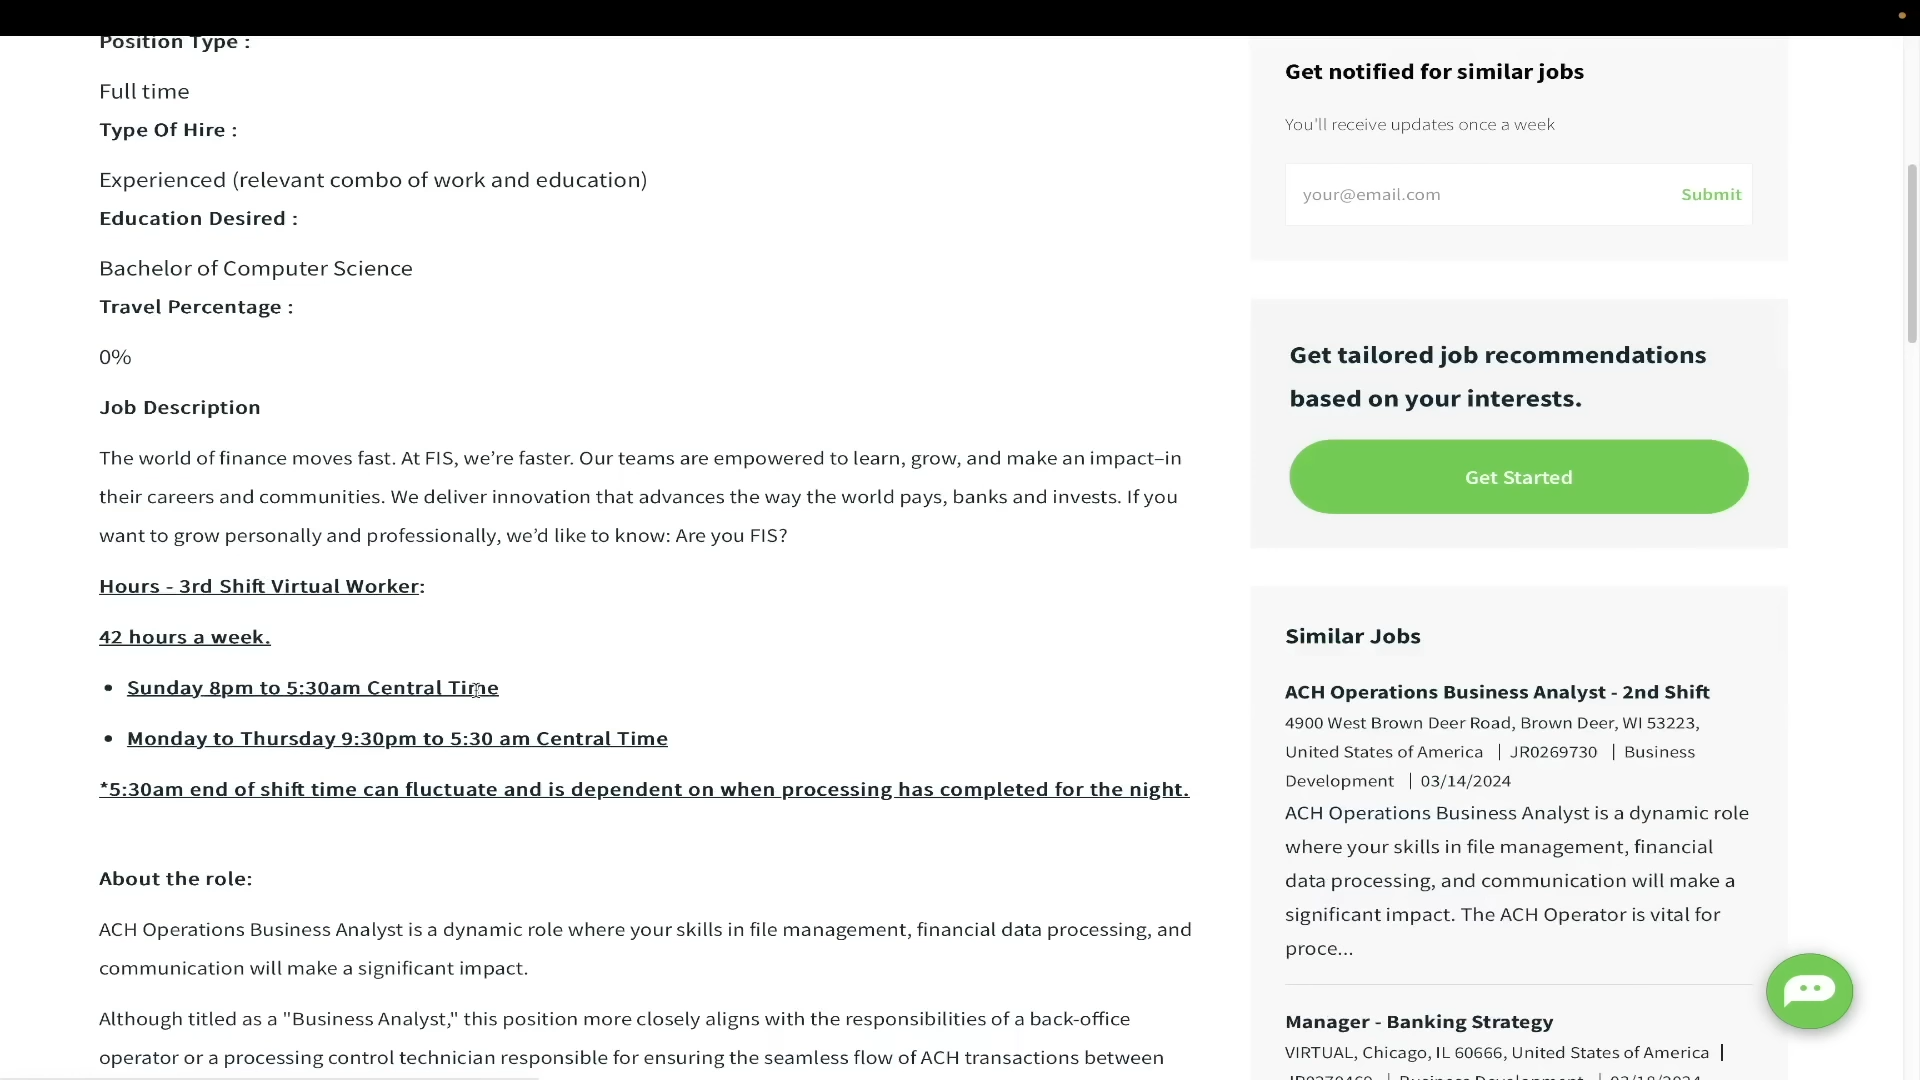 Position Type :
Full time
Type Of Hire :
Experienced (relevant combo of work and education)
Education Desired :
Bachelor of Computer Science
Travel Percentage :
0%
Job Description
The world of finance moves fast. At FIS, we’re faster. Our teams are empowered to learn, grow, and make an impact–in
their careers and communities. We deliver innovation that advances the way the world pays, banks and invests. If you
want to grow personally and professionally, we’d like to know: Are you FIS?
Hours - 3rd Shift Virtual Worker:
42 hours a week.
• Sunday 8pm to 5:30am Central Time
• Monday to Thursday 9:30pm to 5:30 am Central Time
*5:30am end of shift time can fluctuate and is dependent on when processing has completed for the night.
About the role:
ACH Operations Business Analyst is a dynamic role where your skills in file management, financial data processing, and
communication will make a significant impact.
Although titled as a "Business Analyst," this position more closely aligns with the responsibilities of a back-office
operator or a processing control technician responsible for ensuring the seamless flow of ACH transactions between
Get notified for similar jobs
You'll receive updates once a week
your@email.com Submit
Get tailored job recommendations
based on your interests.
Get Started
Similar Jobs
ACH Operations Business Analyst - 2nd Shift
4900 West Brown Deer Road, Brown Deer, WI 53223,
United States of America | JR0269730 | Business
Development | 03/14/2024
ACH Operations Business Analyst is a dynamic role
where your skills in file management, financial
data processing, and communication will make a
significant impact. The ACH Operator is vital for
proce...
Manager - Banking Strategy
VIRTUAL, Chicago, IL 60666, United States of America |
| Business Development |